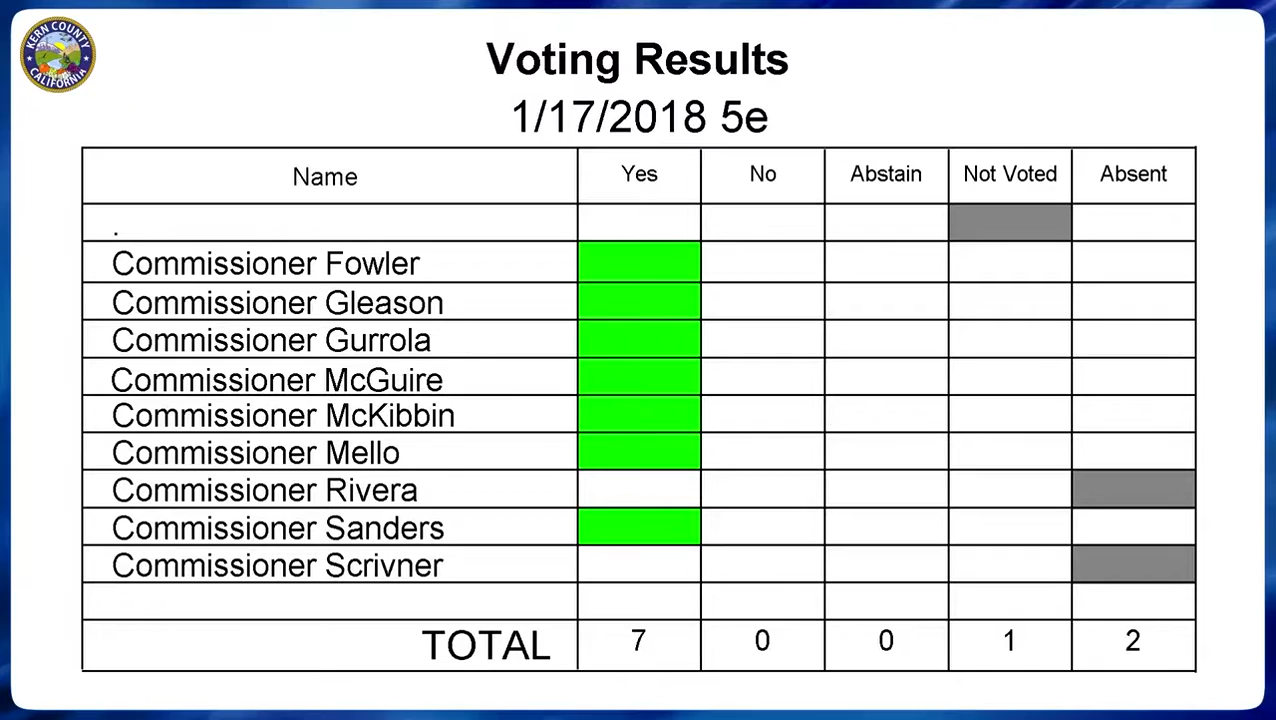 KERN COUNTY
CALIFORNIA
Voting Results
1/17/2018 5e
Name Yes No Abstain Not Voted Absent
.
Commissioner Fowler
Commissioner Gleason
Commissioner Gurrola
Commissioner McGuire
Commissioner McKibbin
Commissioner Mello
Commissioner Rivera
Commissioner Sanders
Commissioner Scrivner
TOTAL 7 0 0 1 2